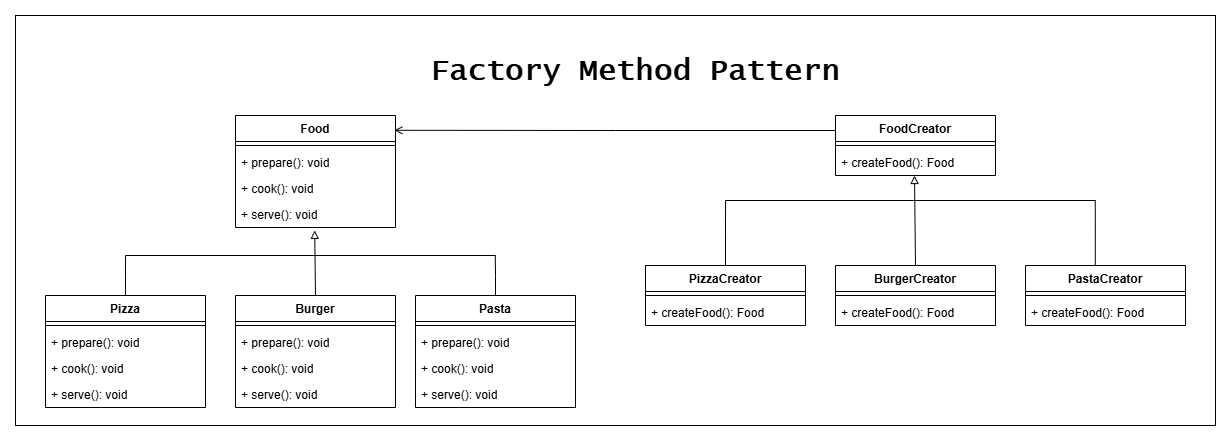 Factory Method Pattern
Food
+ prepare(): void
+ cook(): void
+ serve(): void
FoodCreator
+ createFood(): Food
Pizza
+ prepare(): void
+ cook(): void
+ serve(): void
Burger
+ prepare(): void
+ cook(): void
+ serve(): void
Pasta
+ prepare(): void
+ cook(): void
+ serve(): void
PizzaCreator
+ createFood(): Food
BurgerCreator
+ createFood(): Food
PastaCreator
+ createFood(): Food